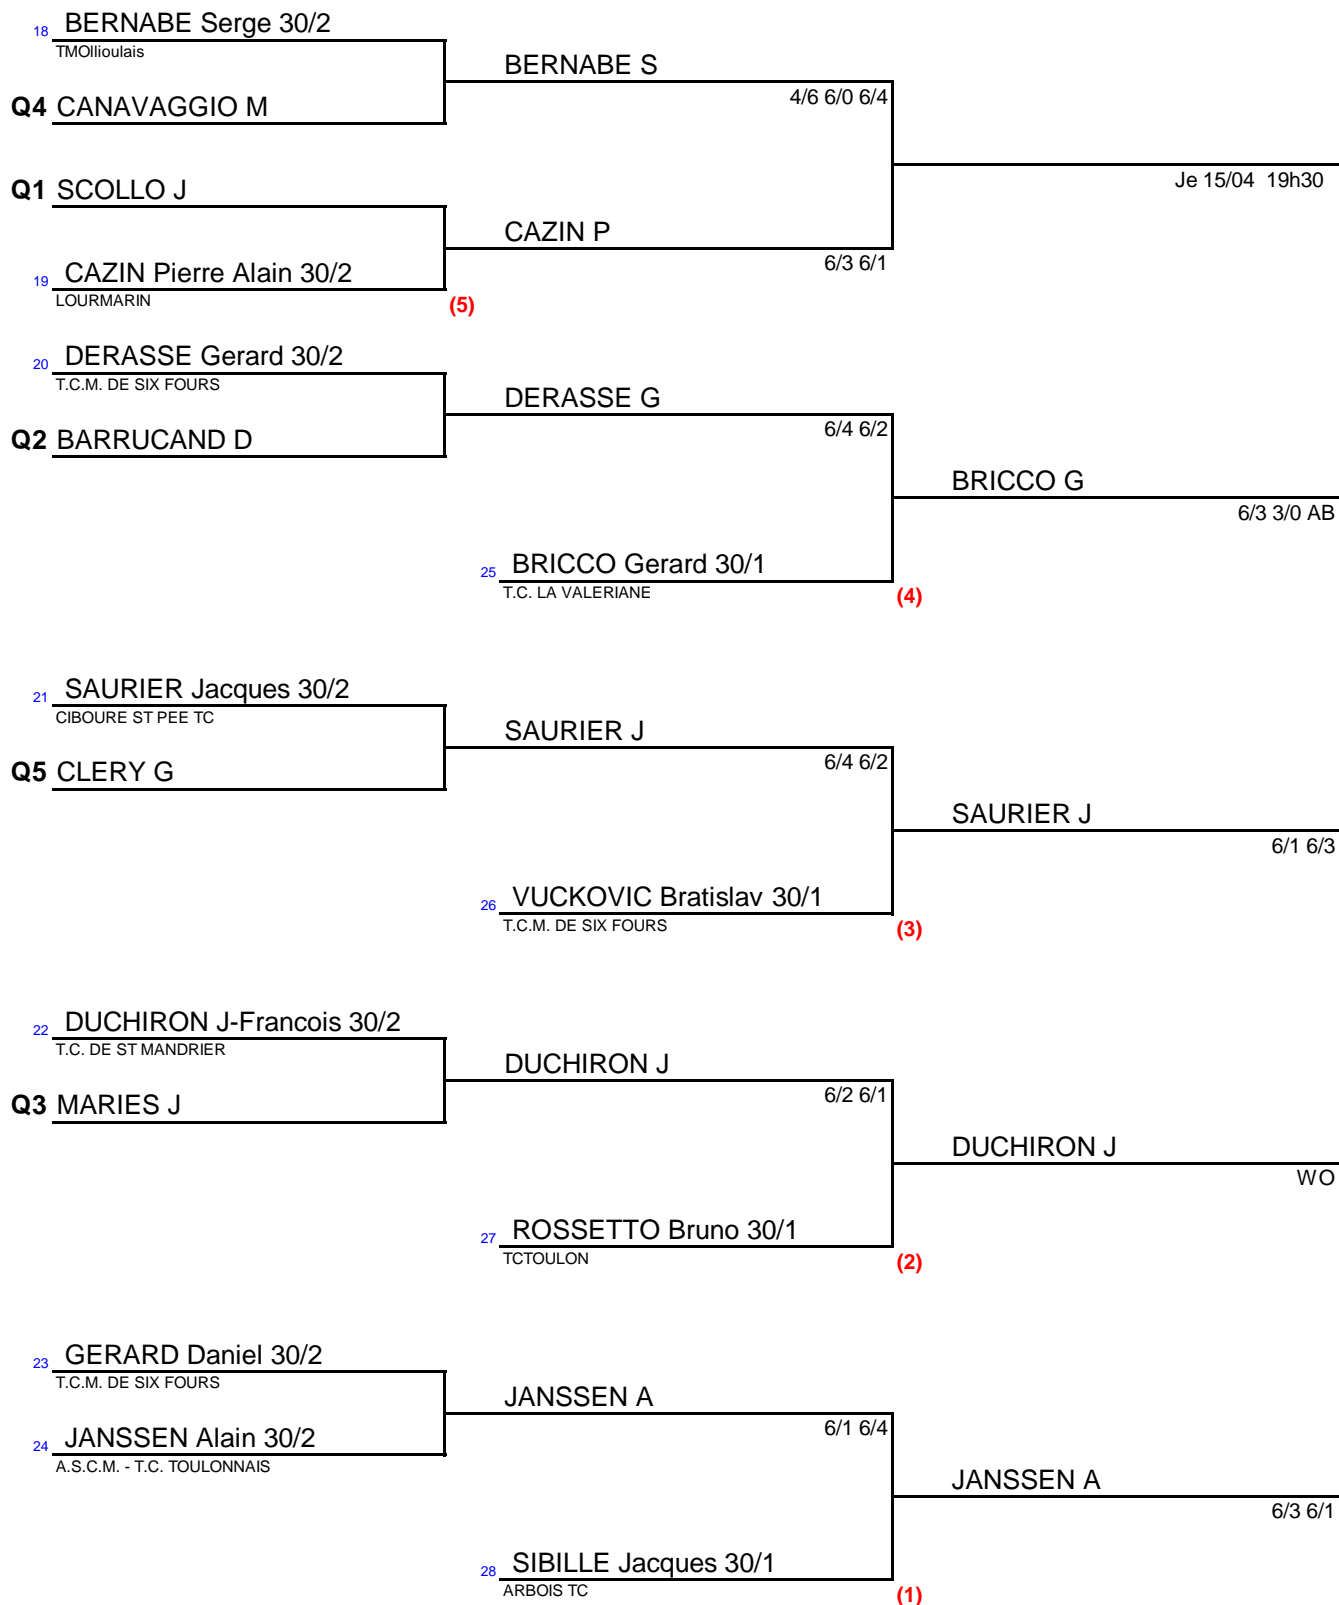 18 BERNABE Serge 30/2
TMOllioulais
BERNABE S
4/6 6/0 6/4
Q4 CANAVAGGIO M
Je 15/04 19h30
Q1 SCOLLO J
CAZIN P
6/3 6/1
19 CAZIN Pierre Alain 30/2
LOURMARIN
(5)
20 DERASSE Gerard 30/2
T.C.M. DE SIX FOURS
DERASSE G
6/4 6/2
Q2 BARRUCAND D
BRICCO G
6/3 3/0 AB
25 BRICCO Gerard 30/1
T.C. LA VALERIANE
(4)
21 SAURIER Jacques 30/2
CIBOURE ST PEE TC
SAURIER J
6/4 6/2
Q5 CLERY G
SAURIER J
6/1 6/3
26 VUCKOVIC Bratislav 30/1
T.C.M. DE SIX FOURS
(3)
22 DUCHIRON J-Francois 30/2
T.C. DE ST MANDRIER
DUCHIRON J
6/2 6/1
Q3 MARIES J
DUCHIRON J
WO
27 ROSSETTO Bruno 30/1
TCTOULON
(2)
23 GERARD Daniel 30/2
T.C.M. DE SIX FOURS
JANSSEN A
6/1 6/4
24 JANSSEN Alain 30/2
A.S.C.M. - T.C. TOULONNAIS
JANSSEN A
6/3 6/1
28 SIBILLE Jacques 30/1
ARBOIS TC
(1)